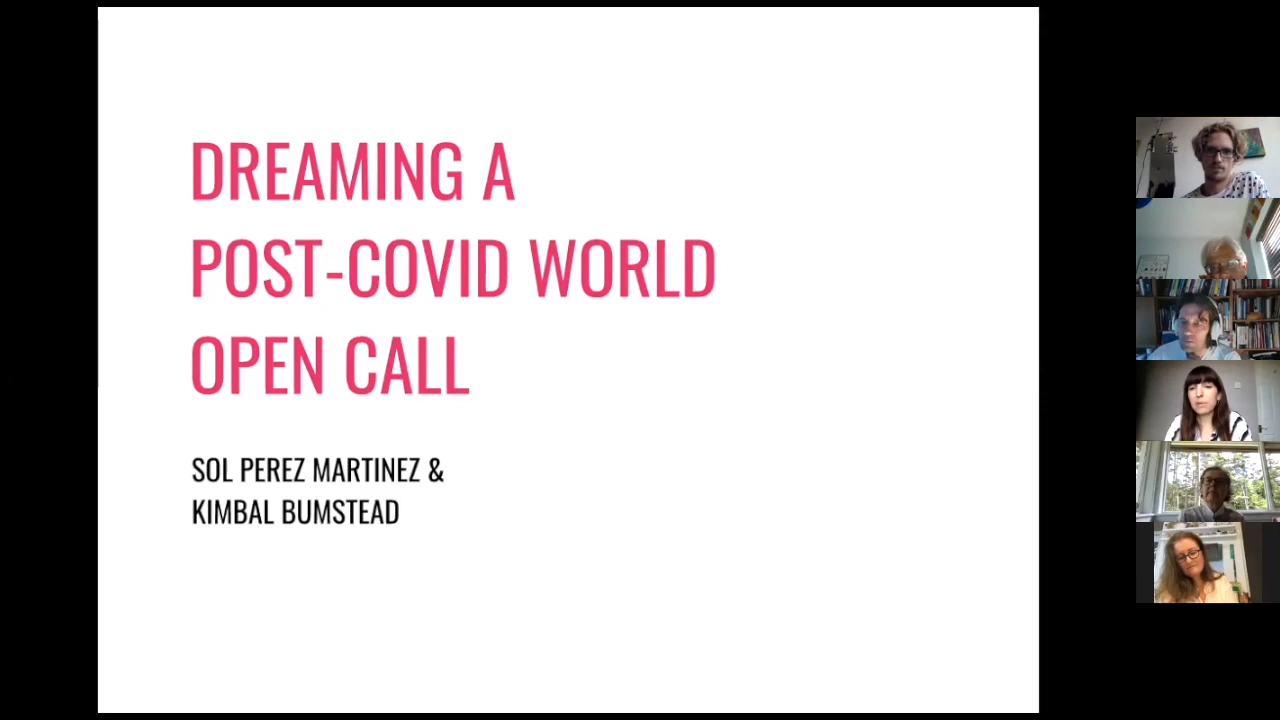 DREAMING A
POST-COVID WORLD
OPEN CALL
SOL PEREZ MARTINEZ &
KIMBAL BUMSTEAD